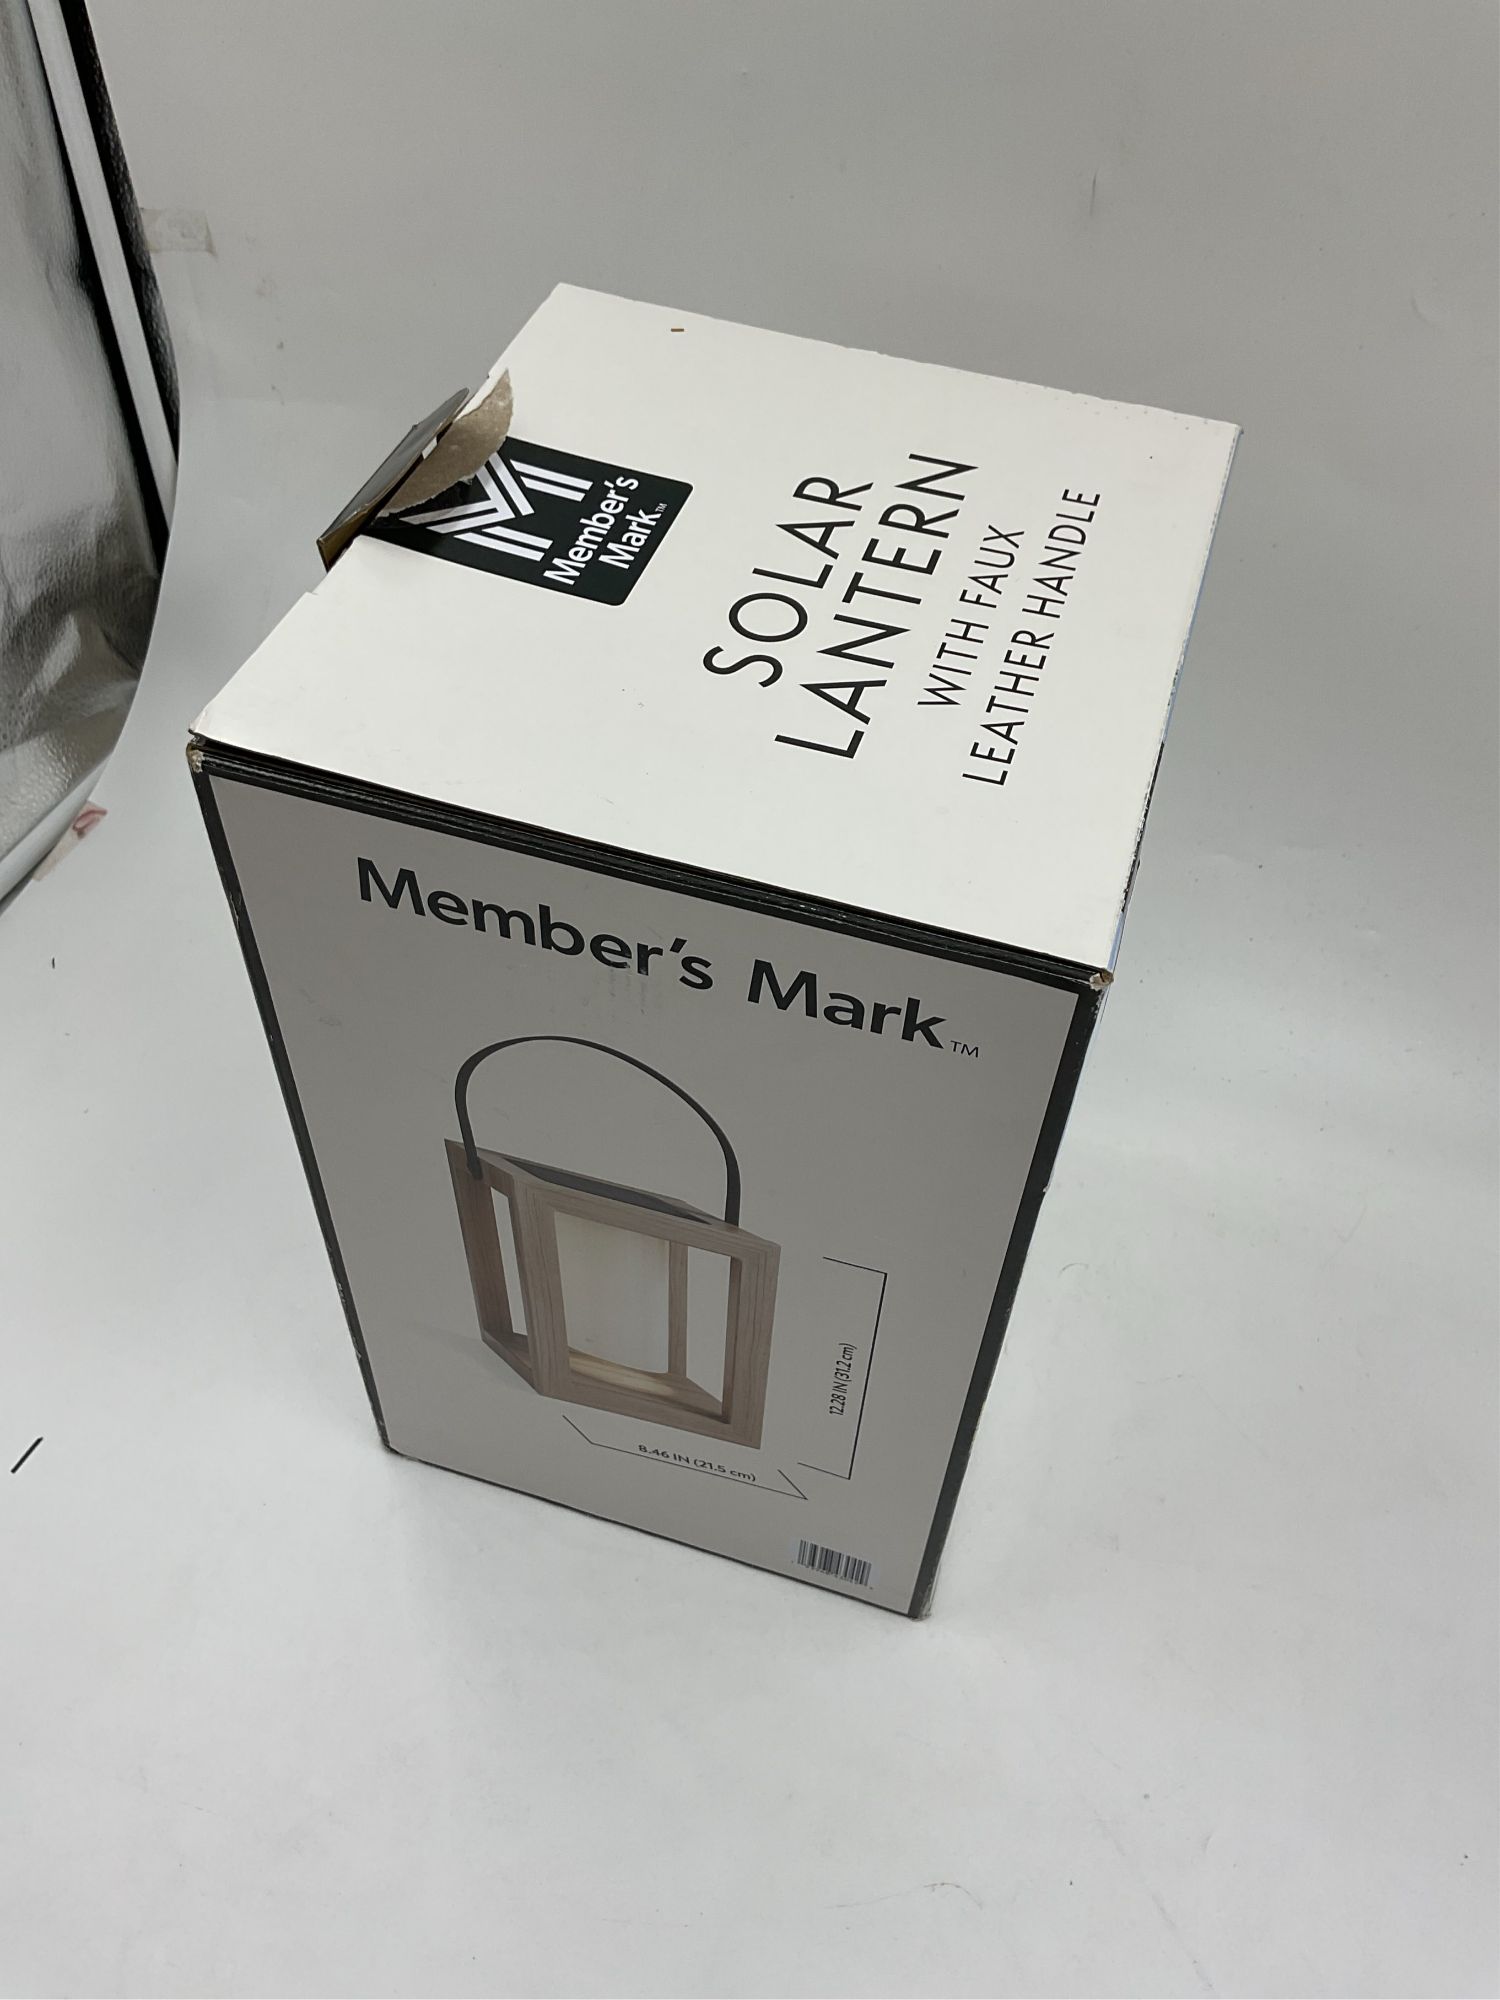 Member's
Mark™
SOLAR
LANTERN
WITH FAUX
LEATHER HANDLE
Member's Mark™
12.28 IN (31.2 cm)
8.46 IN (21.5 cm)